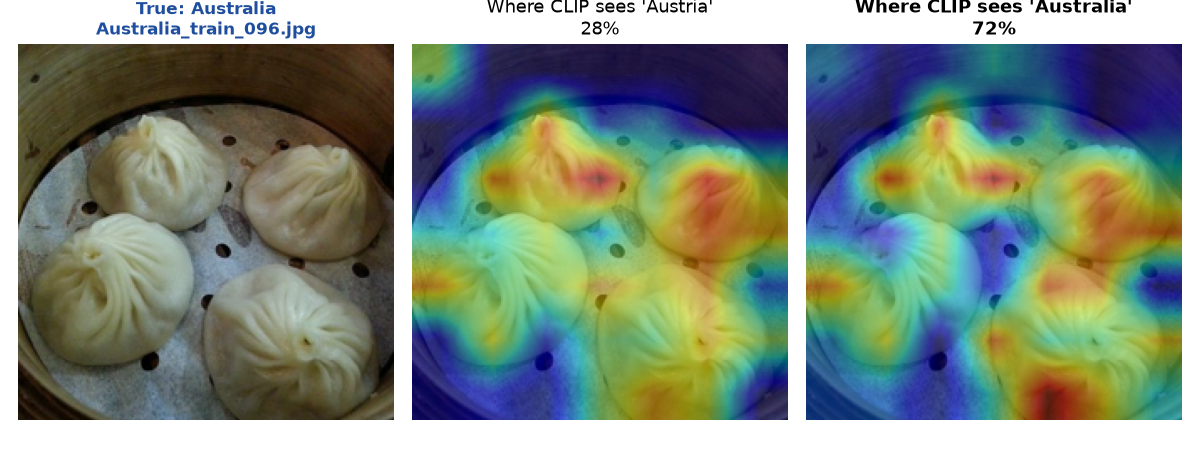 True: Australia
Australia_train_096.jpg
Where CLIP sees 'Austria'
28%
Where CLIP sees 'Australia'
72%